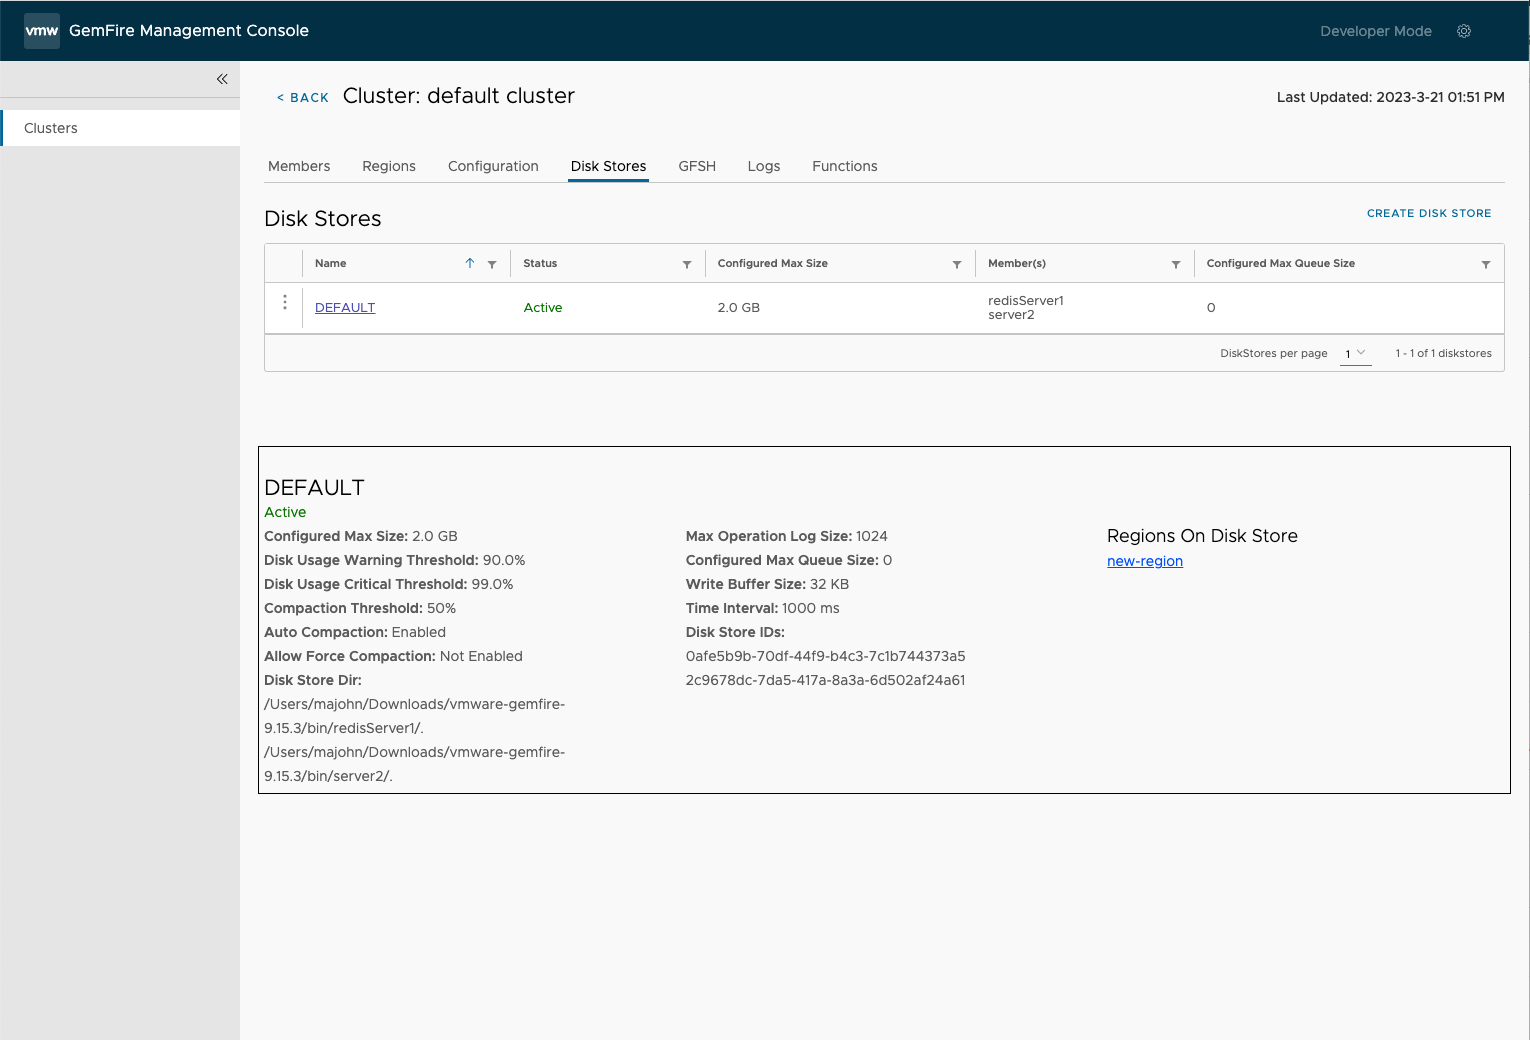 vmw GemFire Management Console
Developer Mode
Clusters
< BACK Cluster: default cluster
Last Updated: 2023-3-21 01:51 PM
Members Regions Configuration Disk Stores GFSH Logs Functions
Disk Stores
CREATE DISK STORE
Name Status Configured Max Size Member(s) Configured Max Queue Size
DEFAULT Active 2.0 GB redisServer1 0
server2
DiskStores per page 1 1 - 1 of 1 diskstores
DEFAULT
Active
Configured Max Size: 2.0 GB
Disk Usage Warning Threshold: 90.0%
Disk Usage Critical Threshold: 99.0%
Compaction Threshold: 50%
Auto Compaction: Enabled
Allow Force Compaction: Not Enabled
Disk Store Dir:
/Users/majohn/Downloads/vmware-gemfire-
9.15.3/bin/redisServer1/.
/Users/majohn/Downloads/vmware-gemfire-
9.15.3/bin/server2/.
Max Operation Log Size: 1024
Configured Max Queue Size: 0
Write Buffer Size: 32 KB
Time Interval: 1000 ms
Disk Store IDs:
0afe5b9b-70df-44f9-b4c3-7c1b744373a5
2c9678dc-7da5-417a-8a3a-6d502af24a61
Regions On Disk Store
new-region